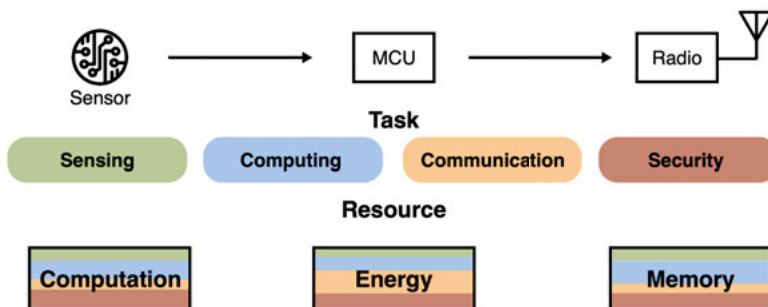 Sensor
MCU
Radio
Task
Sensing
Computing
Communication
Security
Resource
Computation
Energy
Memory